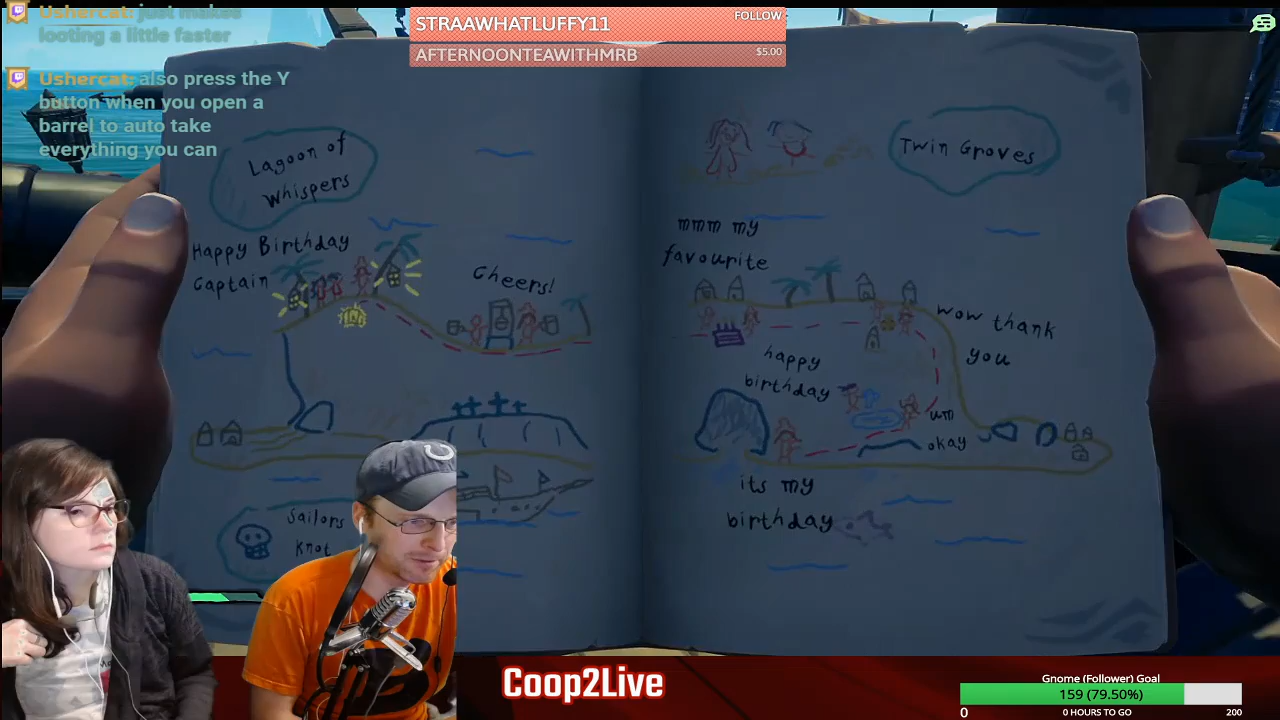 Ushercat: just makes
looting a little faster
Ushercat: also press the Y
button when you open a
barrel to auto take
everything you can
STRAAWHATLUFFY11
FOLLOW
AFTERNOONTEAWITHMRB
$5.00
Lagoon of
Whispers
Happy Birthday
Captain
Cheers!
Sailors
Knot
Twin Groves
mmm my
favourite
wow thank
you
happy
birthday
um
okay
its my
birthday
Coop2Live
Gnome (Follower) Goal
159 (79.50%)
0
0 HOURS TO GO
200